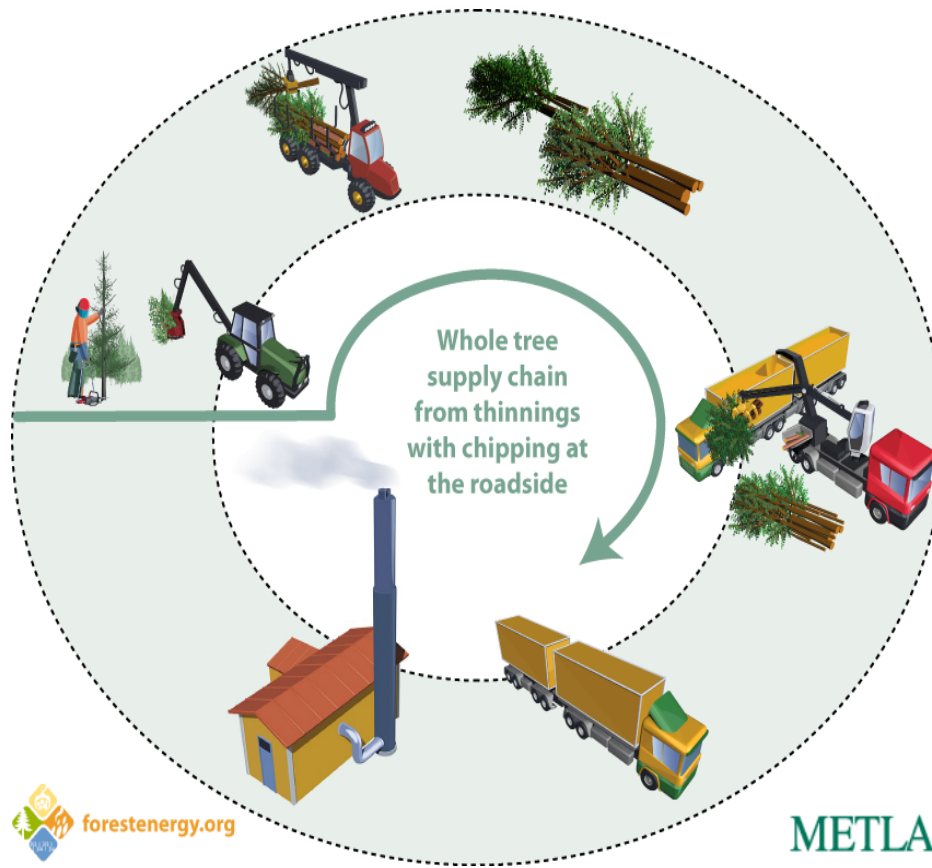 Whole tree
supply chain
from thinnings
with chipping at
the roadside
forestenergy.org
METLA